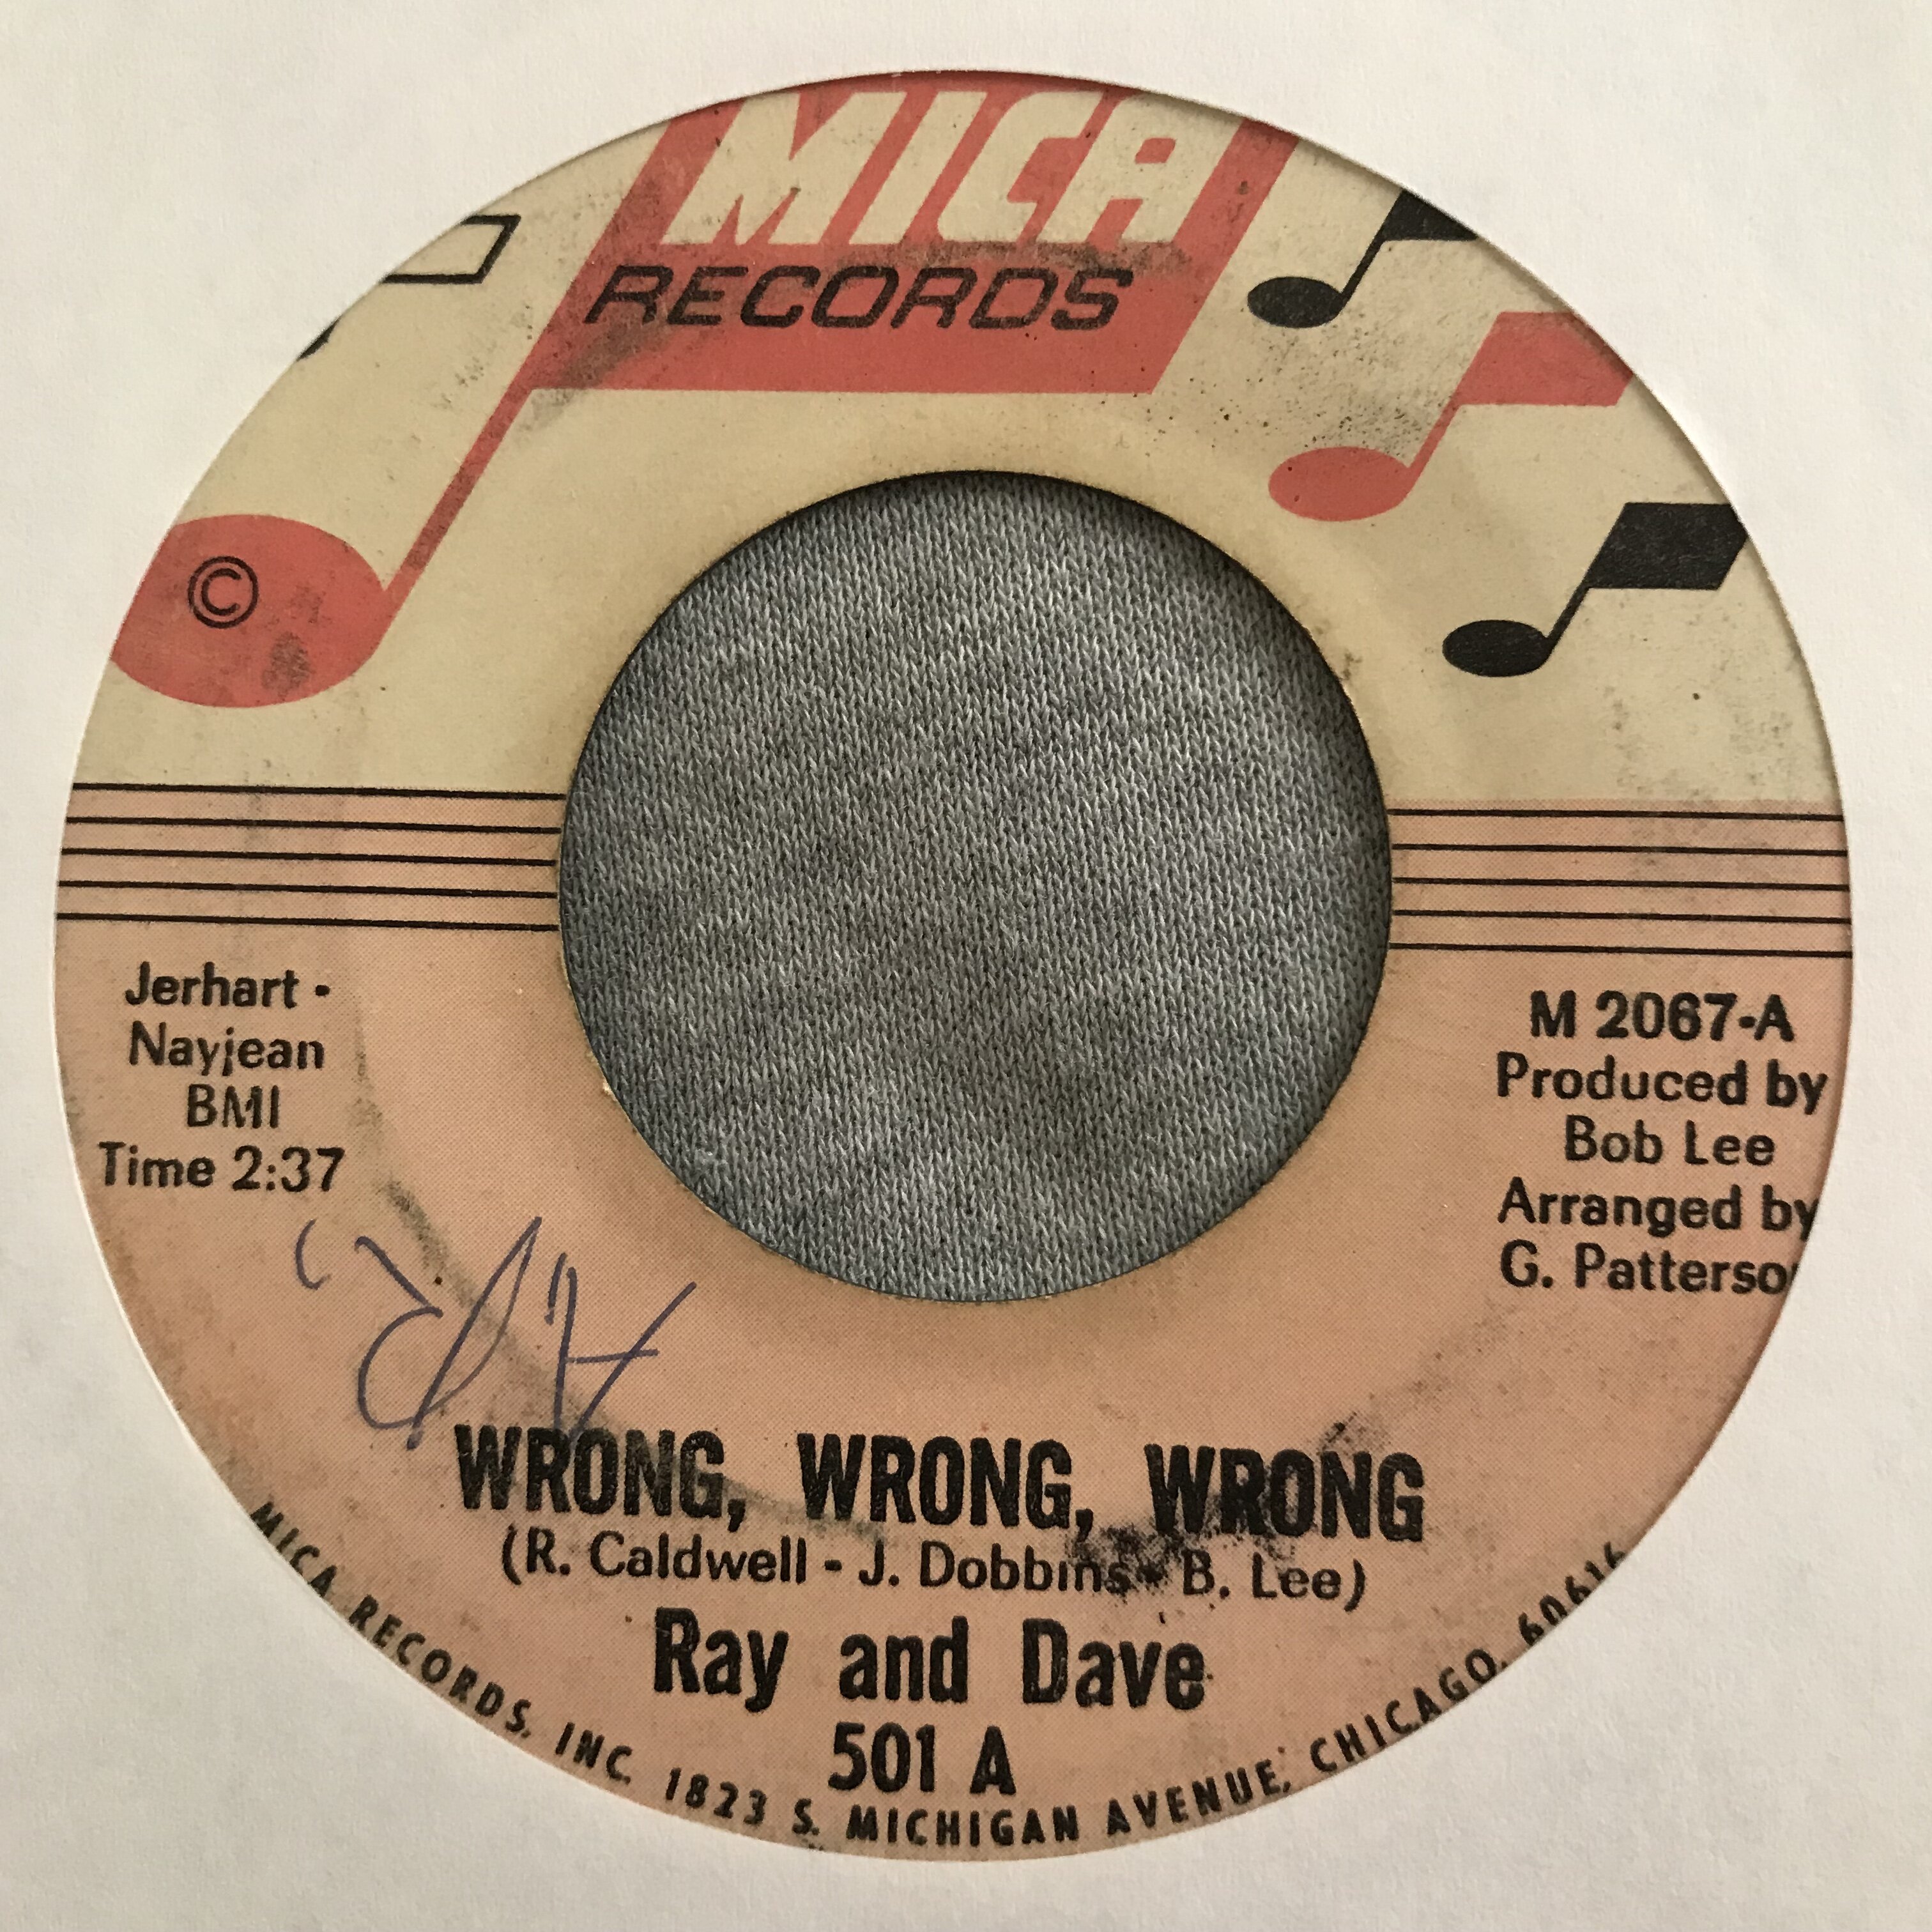 MICA
RECORDS
©
Jerhart -
Nayjean
BMI
Time 2:37
M 2067-A
Produced by
Bob Lee
Arranged by
G. Patterso
WRONG, WRONG, WRONG
(R. Caldwell - J. Dobbins - B. Lee)
Ray and Dave
501 A
MICA RECORDS, INC. 1823 S. MICHIGAN AVENUE, CHICAGO, 60616